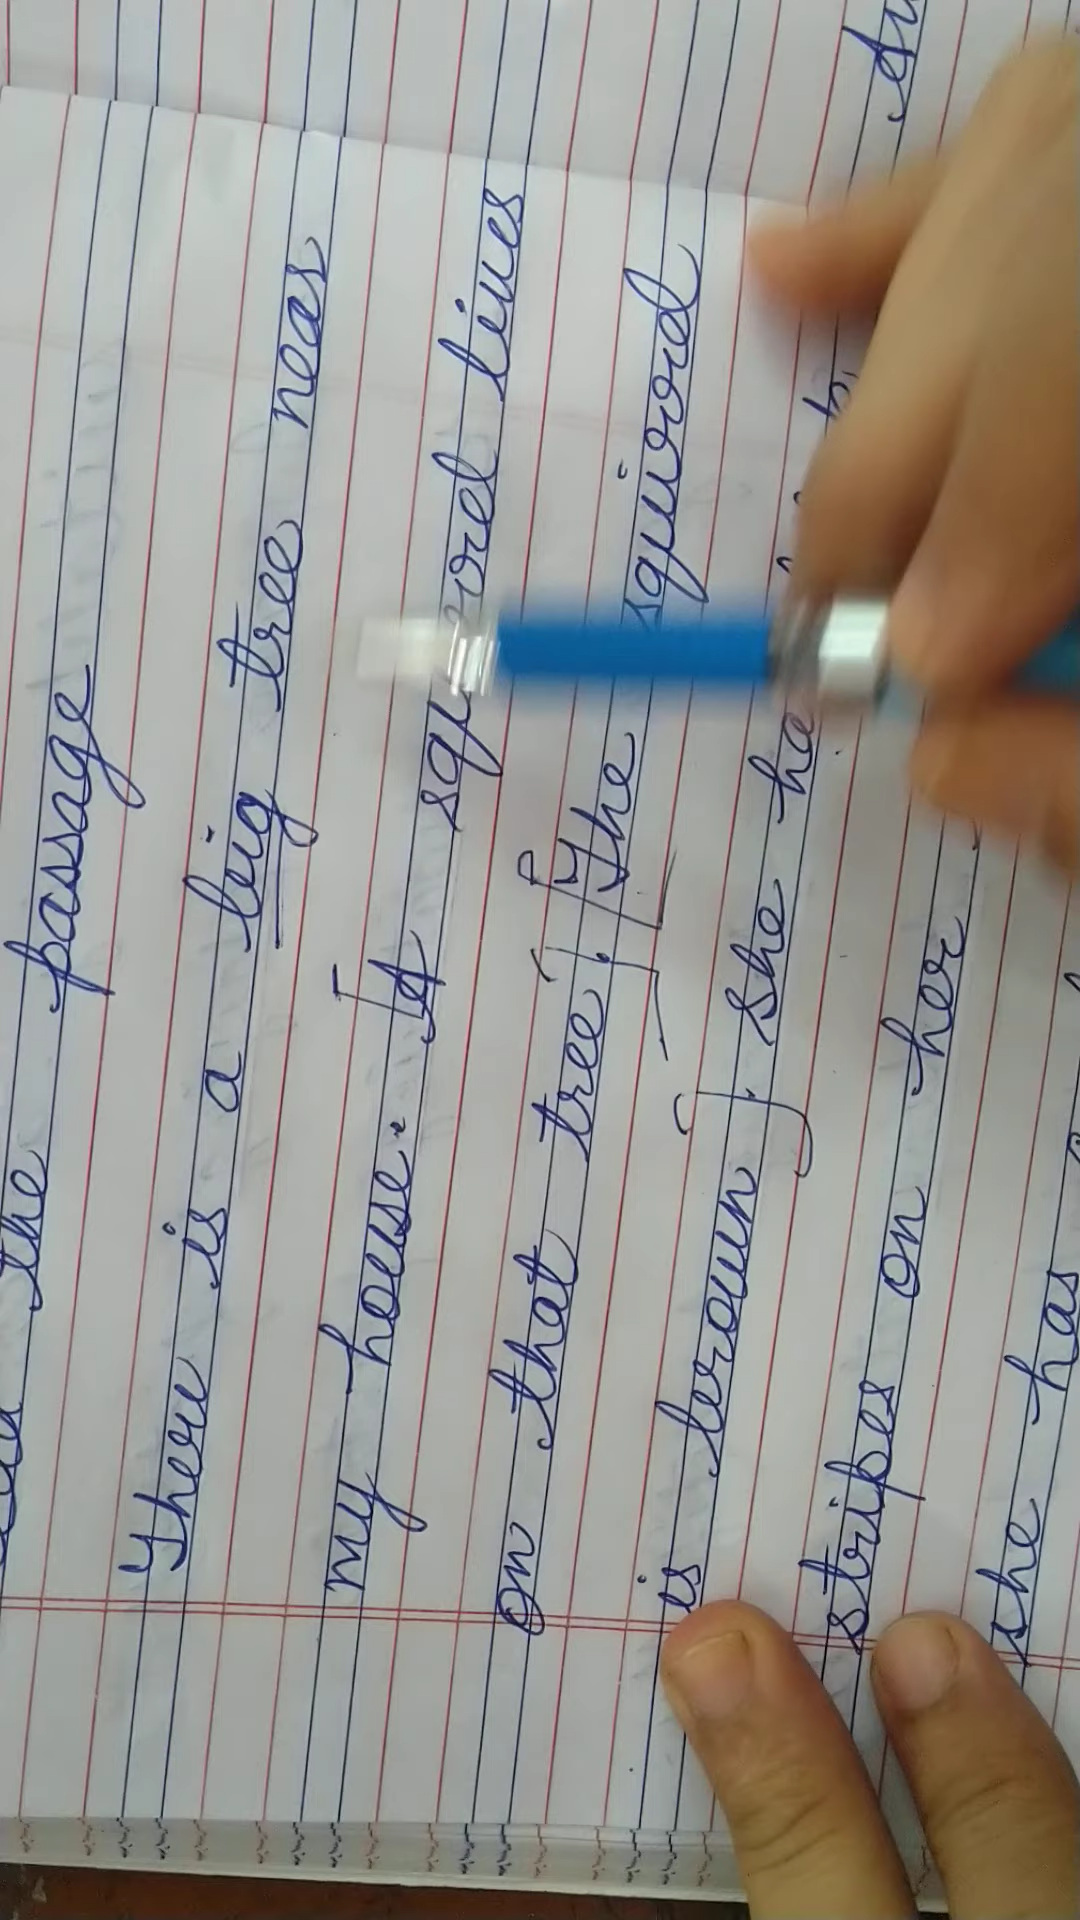 the passage
There is a big tree near
my house. A squirrel lives
on that tree. The squirrel
is brown. she
stripes on her
she has